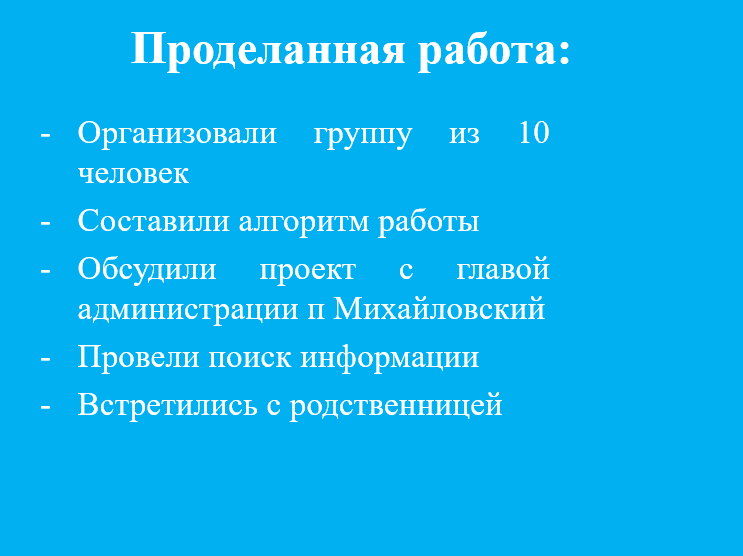 Проделанная работа:
- Организовали группу из 10
человек
- Составили алгоритм работы
- Обсудили проект с главой
администрации п Михайловский
- Провели поиск информации
- Встретились с родственницей